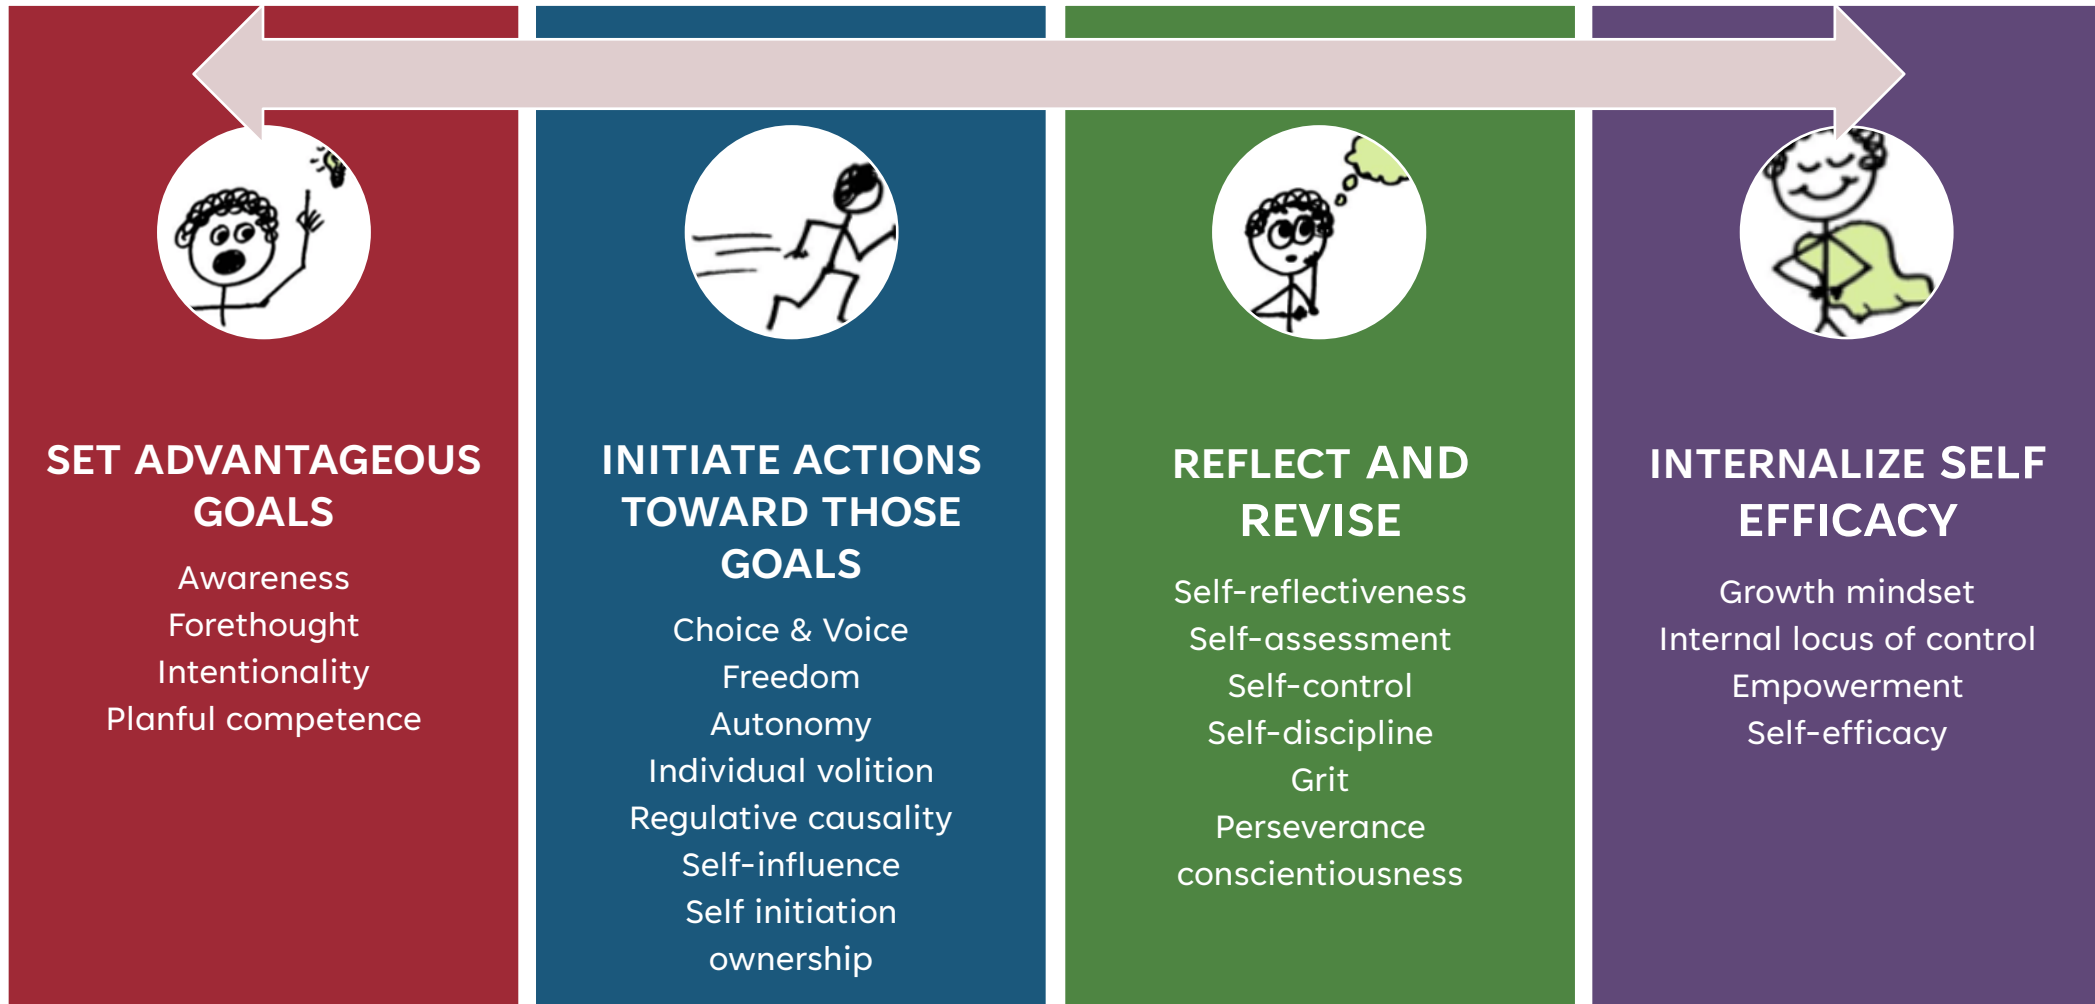 SET ADVANTAGEOUS
GOALS
Awareness
Forethought
Intentionality
Planful competence
INITIATE ACTIONS
TOWARD THOSE
GOALS
Choice & Voice
Freedom
Autonomy
Individual volition
Regulative causality
Self-influence
Self initiation
ownership
REFLECT AND
REVISE
Self-reflectiveness
Self-assessment
Self-control
Self-discipline
Grit
Perseverance
conscientiousness
INTERNALIZE SELF
EFFICACY
Growth mindset
Internal locus of control
Empowerment
Self-efficacy